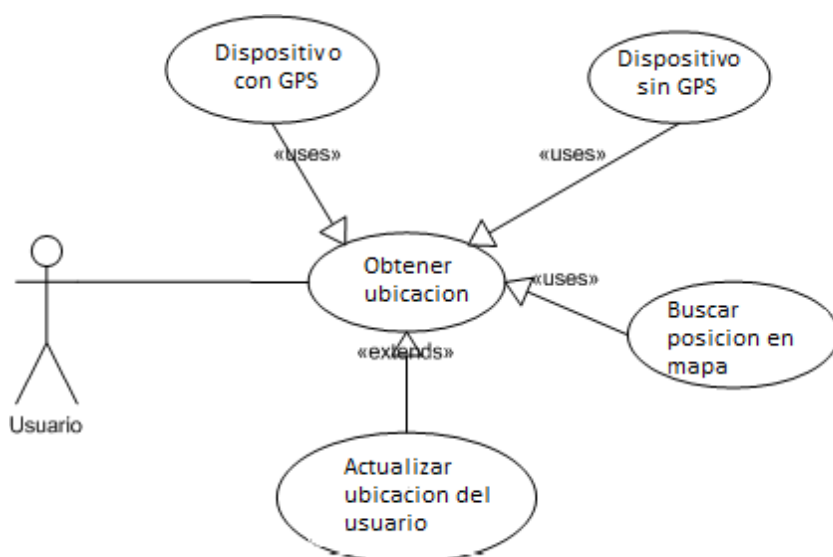 Dispositivo
con GPS
Dispositivo
sin GPS
«uses»
«uses»
Obtener
ubicacion
«uses»
Buscar
posicion en
mapa
«extends»
Usuario
Actualizar
ubicacion del
usuario